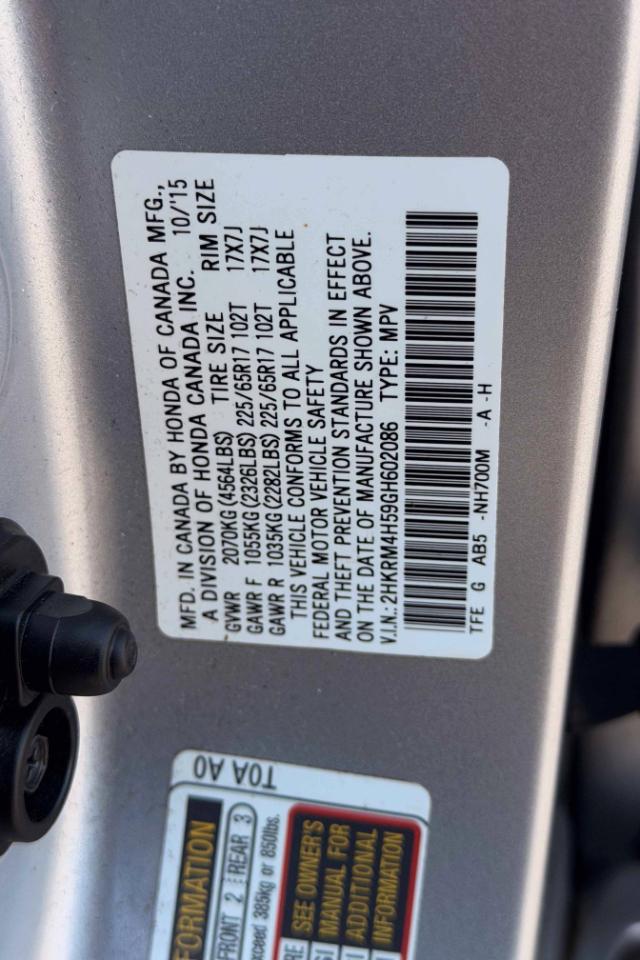 MFD. IN CANADA BY HONDA OF CANADA MFG.,
A DIVISION OF HONDA CANADA INC. 10/'15
GVWR 2070KG (4564LBS) TIRE SIZE RIM SIZE
GAWR F 1055KG (2326LBS) 225/65R17 102T 17X7J
GAWR R 1035KG (2282LBS) 225/65R17 102T 17X7J
THIS VEHICLE CONFORMS TO ALL APPLICABLE
FEDERAL MOTOR VEHICLE SAFETY
AND THEFT PREVENTION STANDARDS IN EFFECT
ON THE DATE OF MANUFACTURE SHOWN ABOVE.
V.I.N.: 2HKRM4H59GH602086 TYPE: MPV
TFE G AB5 -NH700M -A -H
T0A A0
FORMATION
FRONT 2 REAR 3
exceed 385kg or 850lbs.
SEE OWNER'S
MANUAL FOR
ADDITIONAL
INFORMATION